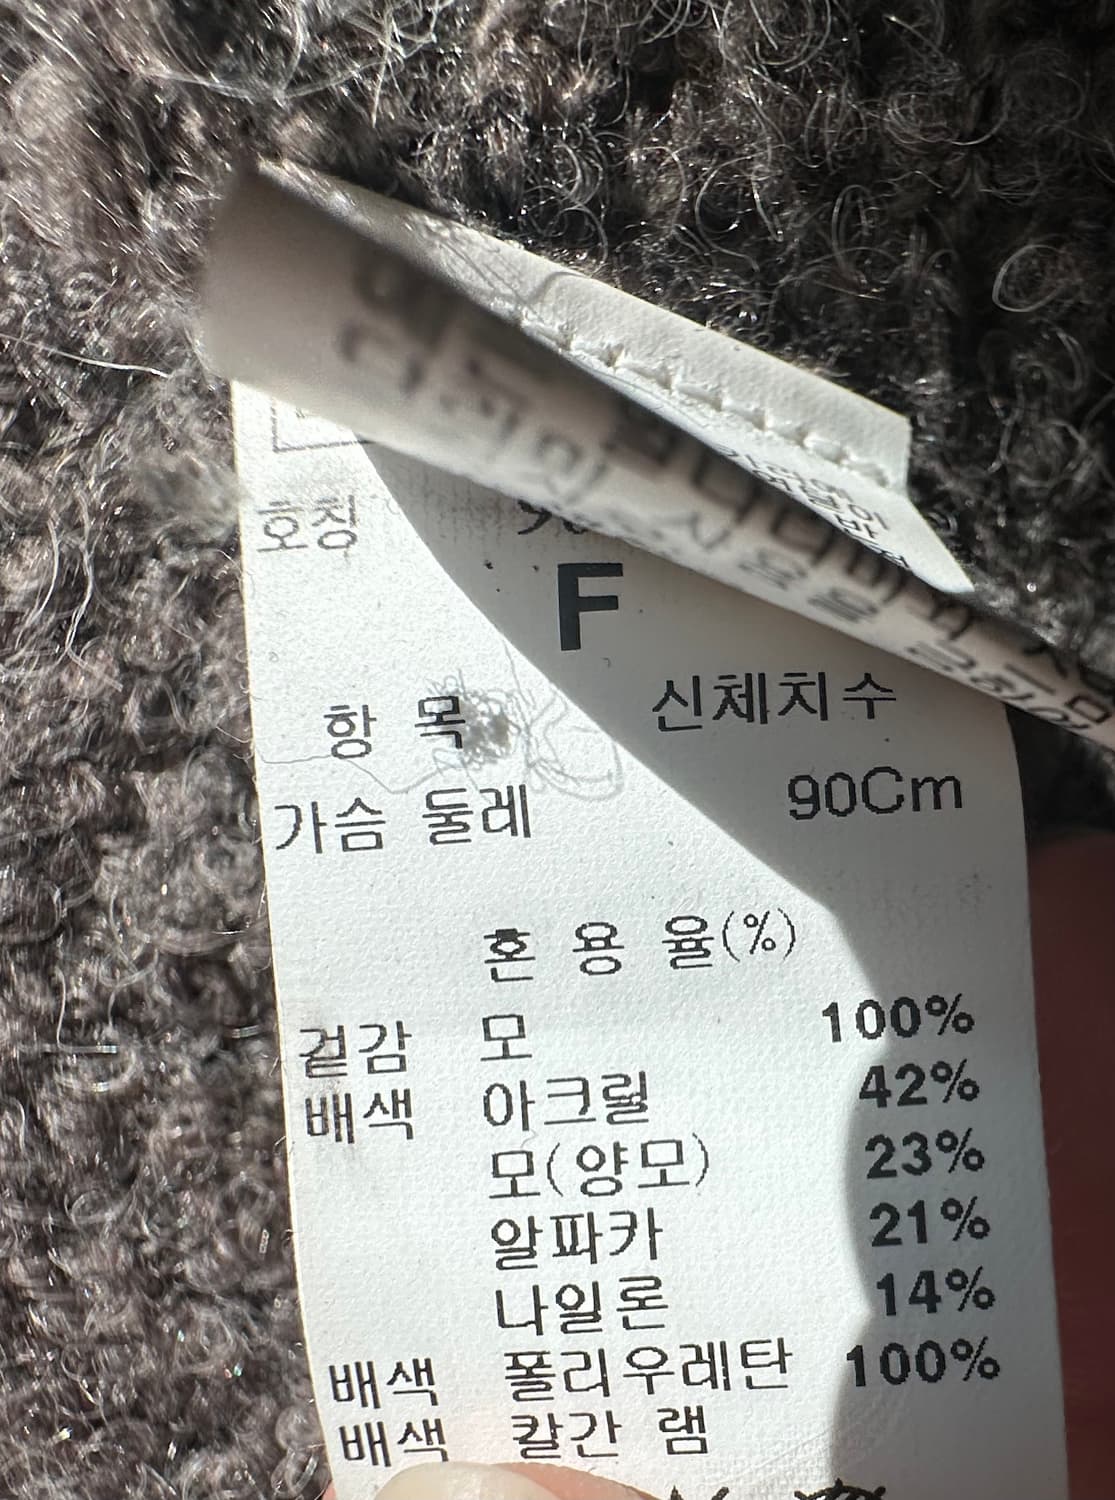 호칭
F
항 목 신체치수
가슴 둘레 90Cm
혼 용 율(%)
겉감 모 100%
배색 아크릴 42%
모(양모) 23%
알파카 21%
나일론 14%
배색 폴리우레탄 100%
배색 칼간 램